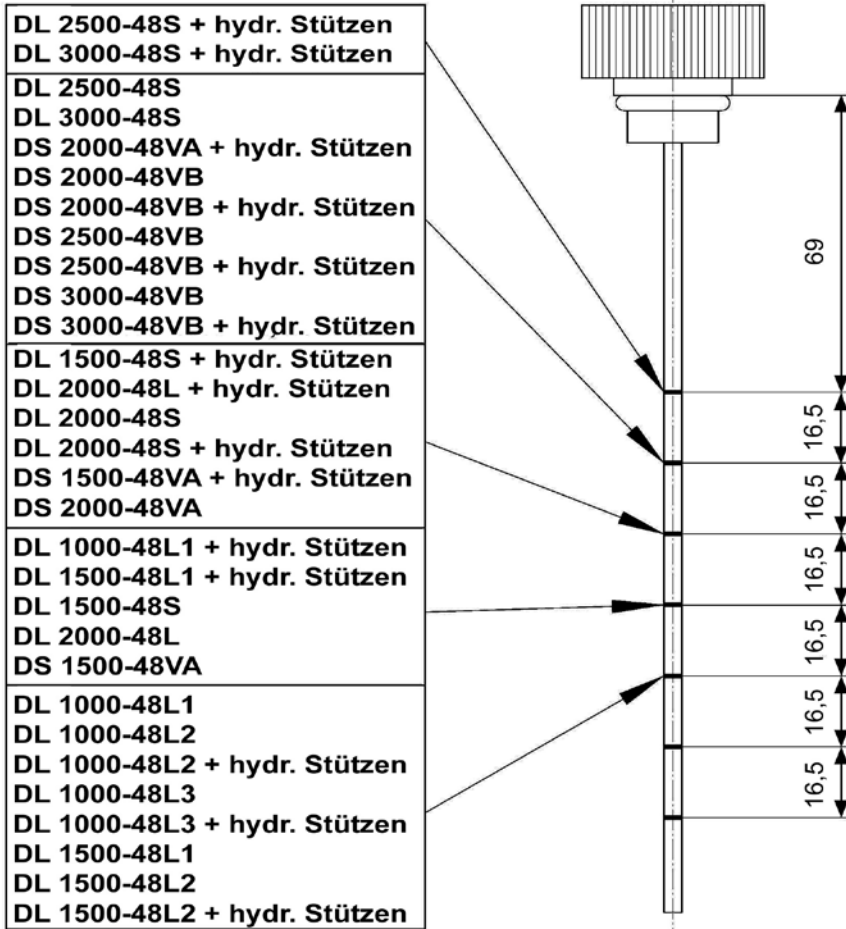 DL 2500-48S + hydr. Stützen
DL 3000-48S + hydr. Stützen
DL 2500-48S
DL 3000-48S
DS 2000-48VA + hydr. Stützen
DS 2000-48VB
DS 2000-48VB + hydr. Stützen
DS 2500-48VB
DS 2500-48VB + hydr. Stützen
DS 3000-48VB
DS 3000-48VB + hydr. Stützen
DL 1500-48S + hydr. Stützen
DL 2000-48L + hydr. Stützen
DL 2000-48S
DL 2000-48S + hydr. Stützen
DS 1500-48VA + hydr. Stützen
DS 2000-48VA
DL 1000-48L1 + hydr. Stützen
DL 1500-48L1 + hydr. Stützen
DL 1500-48S
DL 2000-48L
DS 1500-48VA
DL 1000-48L1
DL 1000-48L2
DL 1000-48L2 + hydr. Stützen
DL 1000-48L3
DL 1000-48L3 + hydr. Stützen
DL 1500-48L1
DL 1500-48L2
DL 1500-48L2 + hydr. Stützen
69
16,5
16,5
16,5
16,5
16,5
16,5